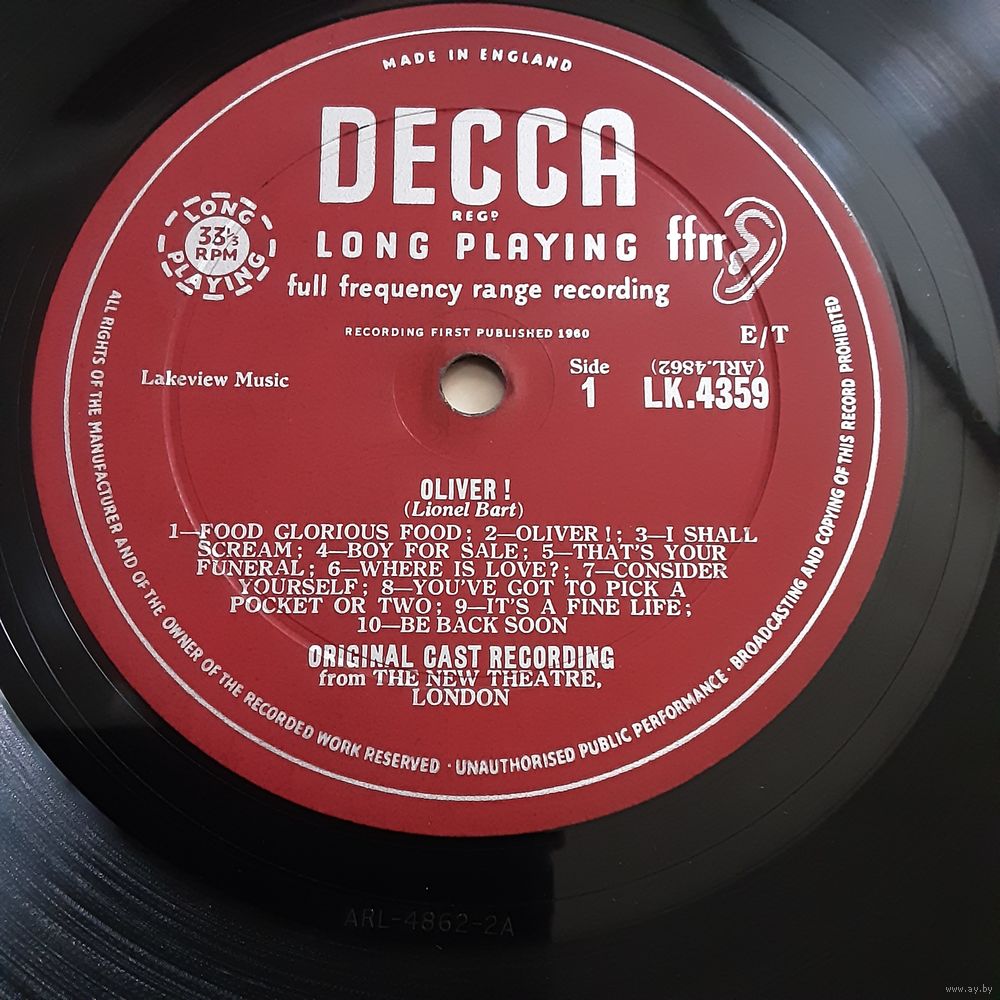 MADE IN ENGLAND
DECCA
REGD
LONG PLAYING
ffrr
LONG
33⅓
RPM
PLAYING
full frequency range recording
RECORDING FIRST PUBLISHED 1960
E/T
Lakeview Music
Side
1
(ARL.4862)
LK.4359
OLIVER !
(Lionel Bart)
1—FOOD GLORIOUS FOOD; 2—OLIVER !; 3—I SHALL
SCREAM; 4—BOY FOR SALE; 5—THAT'S YOUR
FUNERAL; 6—WHERE IS LOVE?; 7—CONSIDER
YOURSELF; 8—YOU'VE GOT TO PICK A
POCKET OR TWO; 9—IT'S A FINE LIFE;
10—BE BACK SOON
ORIGINAL CAST RECORDING
from THE NEW THEATRE,
LONDON
ALL RIGHTS OF THE MANUFACTURER AND OF THE OWNER OF THE RECORDED WORK RESERVED · UNAUTHORISED PUBLIC PERFORMANCE · BROADCASTING AND COPYING OF THIS RECORD PROHIBITED
ARL-4862-2A
www.ay.by